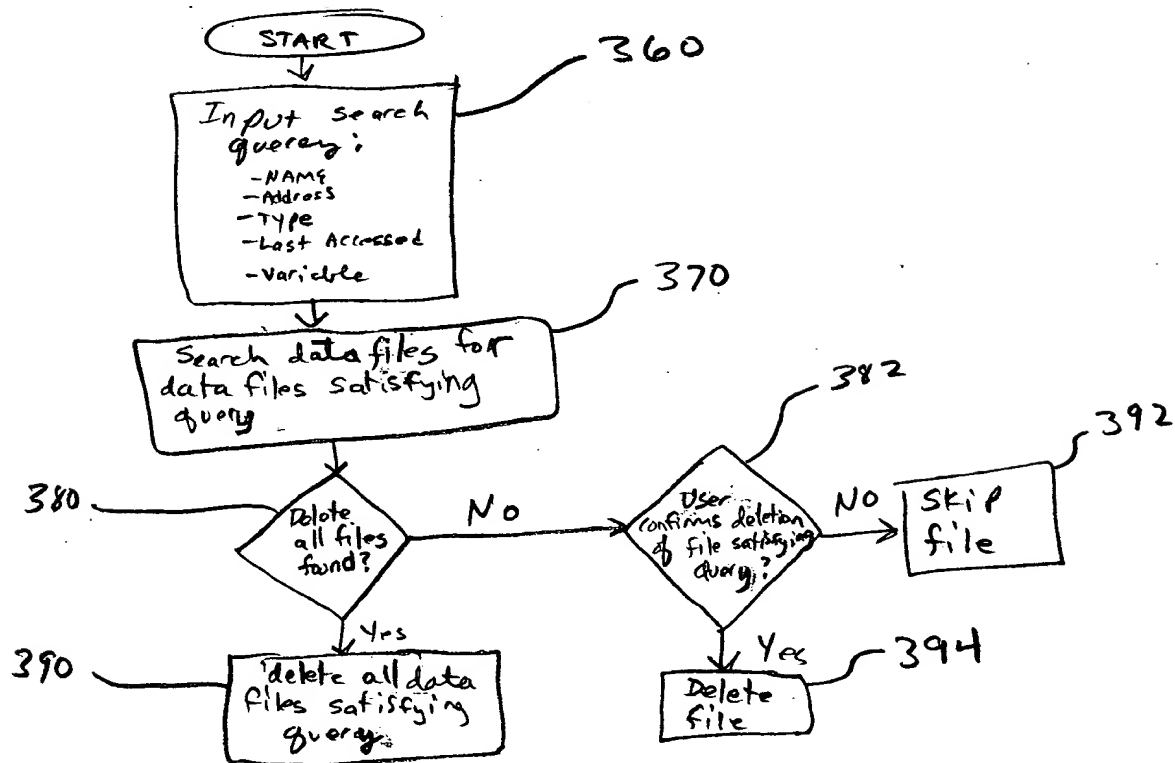 START
360
Input search
querey:
-NAME
-Address
-Type
-Last Accessed
-Variable
370
Search data files for
data files satisfying
query
382
392
380
Delete
all files
found?
No
User
confirms deletion
of file satisfying
query?
NO
SKIP
file
Yes
390
delete all data
files satisfying
query
Yes
394
Delete
file